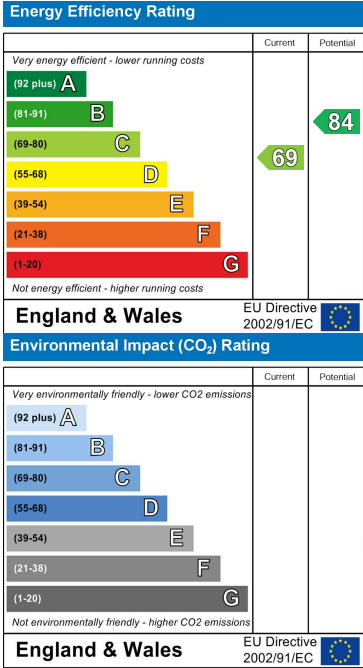 Energy Efficiency Rating
Current Potential
Very energy efficient - lower running costs
(92 plus) A
(81-91) B
84
(69-80) C
69
(55-68) D
(39-54) E
(21-38) F
(1-20) G
Not energy efficient - higher running costs
England & Wales
EU Directive
2002/91/EC
Environmental Impact (CO₂) Rating
Current Potential
Very environmentally friendly - lower CO2 emissions
(92 plus) A
(81-91) B
(69-80) C
(55-68) D
(39-54) E
(21-38) F
(1-20) G
Not environmentally friendly - higher CO2 emissions
England & Wales
EU Directive
2002/91/EC